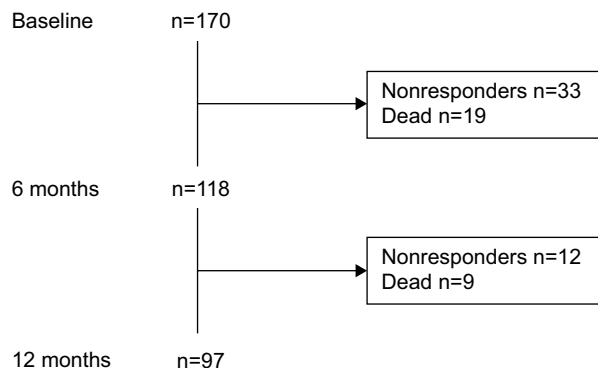 Baseline n=170
Nonresponders n=33
Dead n=19
6 months n=118
Nonresponders n=12
Dead n=9
12 months n=97